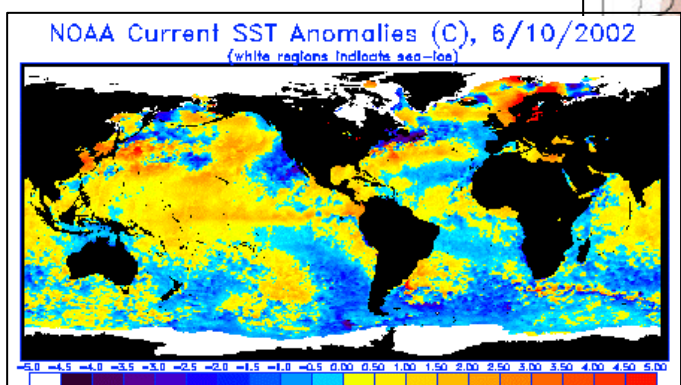 NOAA Current SST Anomalies (C), 6/10/2002
(white regions indicate sea-ice)
-5.0 -4.5 -4.0 -3.5 -3.0 -2.5 -2.0 -1.5 -1.0 -0.5 0.00 0.50 1.00 1.50 2.00 2.50 3.00 3.50 4.00 4.50 5.00